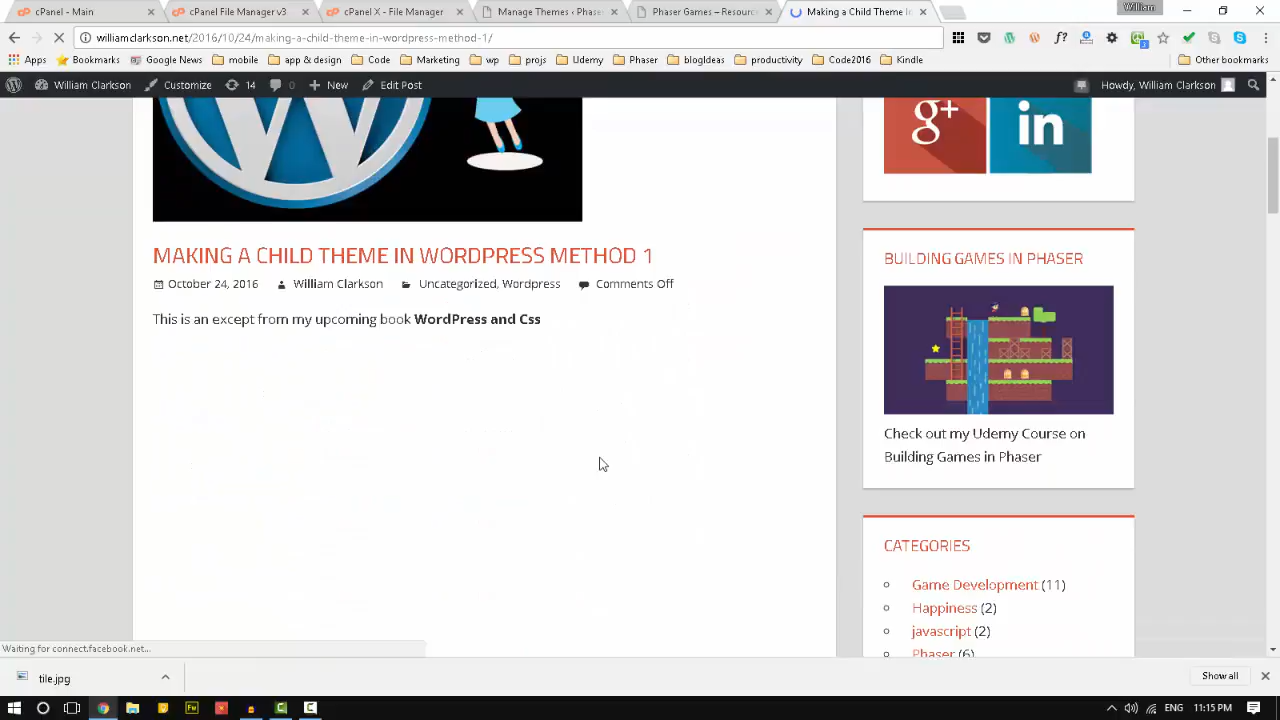 William
cPanel - Main
cPanel File Manager v3
cPanel X - File Manager
Manage Themes ‹ Phaser
Phaser Games – Resourc
Making a Child Theme In
williamclarkson.net/2016/10/24/making-a-child-theme-in-wordpress-method-1/
Apps Bookmarks Google News mobile app & design Code Marketing wp projs Udemy Phaser blogIdeas productivity Code2016 Kindle Other bookmarks
William Clarkson Customize 14 0 New Edit Post Howdy, William Clarkson
g+ in
MAKING A CHILD THEME IN WORDPRESS METHOD 1
October 24, 2016 William Clarkson Uncategorized, Wordpress Comments Off
This is an except from my upcoming book WordPress and Css
BUILDING GAMES IN PHASER
Check out my Udemy Course on
Building Games in Phaser
CATEGORIES
Game Development (11)
Happiness (2)
javascript (2)
Phaser (6)
Waiting for connect.facebook.net...
tile.jpg
Show all
ENG 11:15 PM